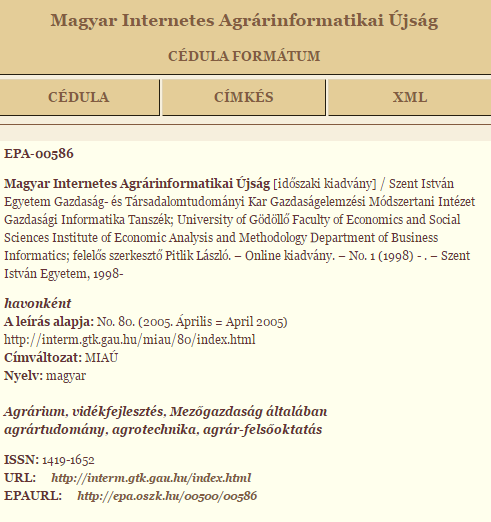 Magyar Internetes Agrárinformatikai Újság
CÉDULA FORMÁTUM
CÉDULA CÍMKÉS XML
EPA-00586
Magyar Internetes Agrárinformatikai Újság [időszaki kiadvány] / Szent István
Egyetem Gazdaság- és Társadalomtudományi Kar Gazdaságelemzési Módszertani Intézet
Gazdasági Informatika Tanszék; University of Gödöllő Faculty of Economics and Social
Sciences Institute of Economic Analysis and Methodology Department of Business
Informatics; felelős szerkesztő Pitlik László. – Online kiadvány. – No. 1 (1998) - . – Szent
István Egyetem, 1998-
havonként
A leírás alapja: No. 80. (2005. Április = April 2005)
http://interm.gtk.gau.hu/miau/80/index.html
Címváltozat: MIAÚ
Nyelv: magyar
Agrárium, vidékfejlesztés, Mezőgazdaság általában
agrártudomány, agrotechnika, agrár-felsőoktatás
ISSN: 1419-1652
URL: http://interm.gtk.gau.hu/index.html
EPAURL: http://epa.oszk.hu/00500/00586